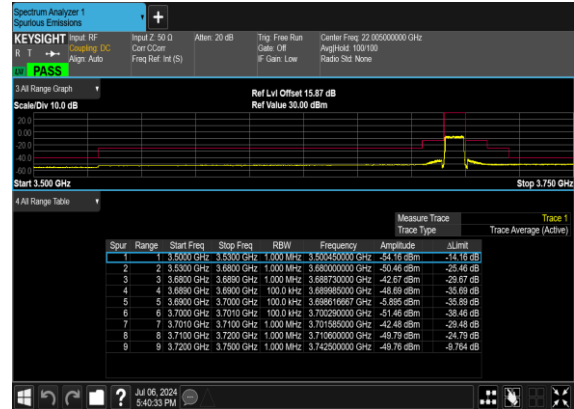 Spectrum Analyzer 1
Spurious Emissions
KEYSIGHT Input: RF Input Z: 50 Ω Atten: 20 dB Trig: Free Run Center Freq: 22.005000000 GHz
R T Coupling: DC Corr CCorr Gate: Off Avg|Hold: 100/100
Align: Auto Freq Ref: Int (S) IF Gain: Low Radio Std: None
LW PASS
3 All Range Graph
Ref Lvl Offset 15.87 dB
Scale/Div 10.0 dB Ref Value 30.00 dBm
20.0
0.00
-20.0
-40.0
-60.0
Start 3.500 GHz Stop 3.750 GHz
4 All Range Table
Measure Trace Trace 1
Trace Type Trace Average (Active)
Spur Range Start Freq Stop Freq RBW Frequency Amplitude ΔLimit
1 1 3.5000 GHz 3.5300 GHz 1.000 MHz 3.500450000 GHz -54.16 dBm -14.16 dB
2 2 3.5300 GHz 3.6800 GHz 1.000 MHz 3.680000000 GHz -50.46 dBm -25.46 dB
3 3 3.6800 GHz 3.6890 GHz 1.000 MHz 3.688730000 GHz -42.67 dBm -29.67 dB
4 4 3.6890 GHz 3.6900 GHz 100.0 kHz 3.689985000 GHz -48.69 dBm -35.69 dB
5 5 3.6900 GHz 3.7000 GHz 100.0 kHz 3.698616667 GHz -5.895 dBm -35.89 dB
6 6 3.7000 GHz 3.7010 GHz 100.0 kHz 3.700290000 GHz -51.46 dBm -38.46 dB
7 7 3.7010 GHz 3.7100 GHz 1.000 MHz 3.701585000 GHz -42.48 dBm -29.48 dB
8 8 3.7100 GHz 3.7200 GHz 1.000 MHz 3.710600000 GHz -49.79 dBm -24.79 dB
9 9 3.7200 GHz 3.7500 GHz 1.000 MHz 3.742500000 GHz -49.76 dBm -9.764 dB
? Jul 06, 2024
5:40:33 PM